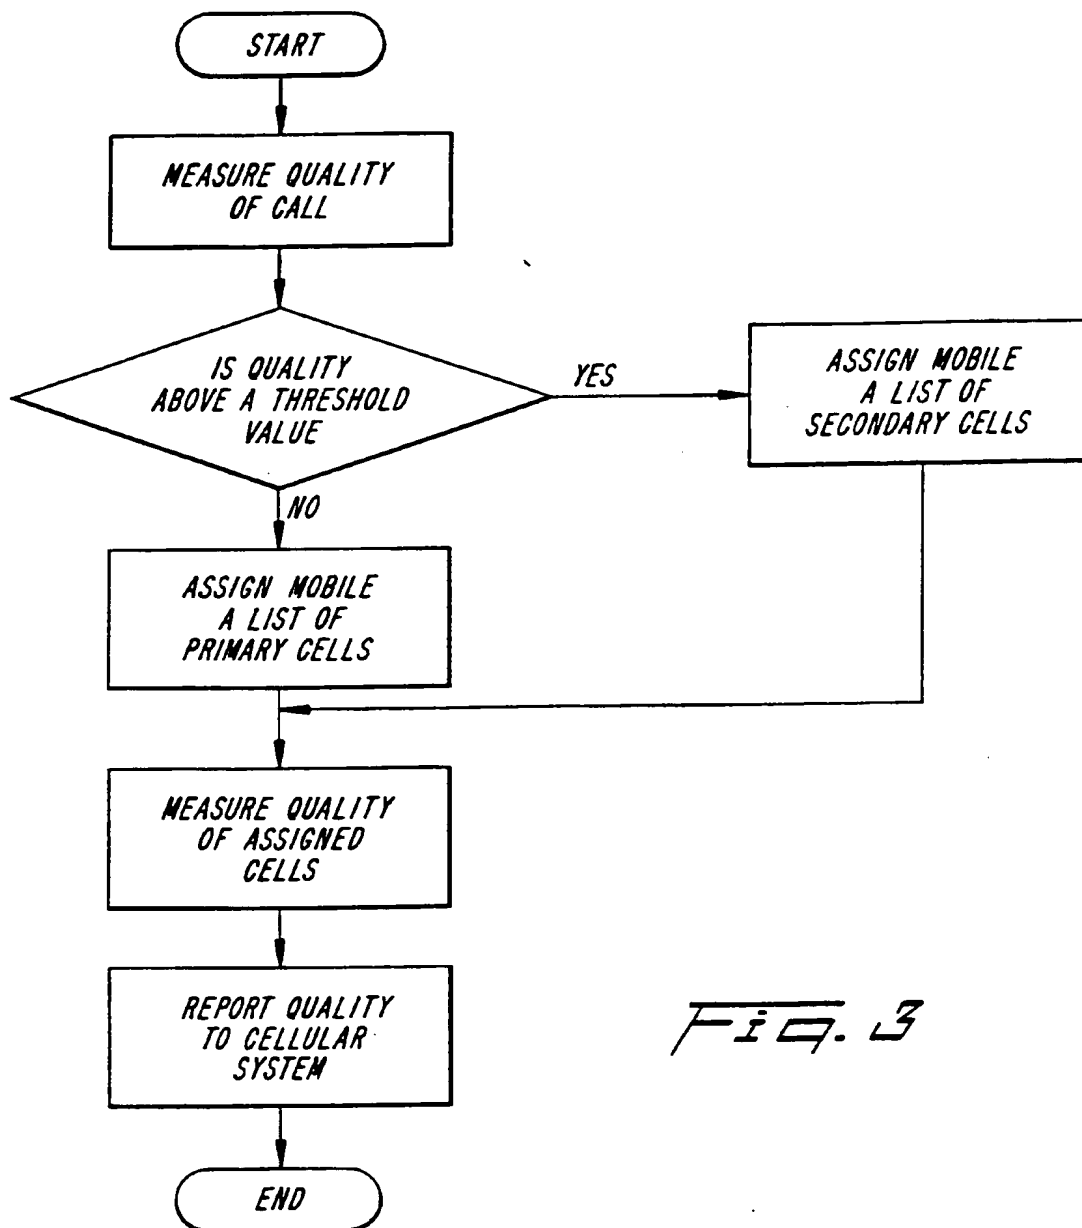 START
MEASURE QUALITY
OF CALL
IS QUALITY
ABOVE A THRESHOLD
VALUE
YES
ASSIGN MOBILE
A LIST OF
SECONDARY CELLS
NO
ASSIGN MOBILE
A LIST OF
PRIMARY CELLS
MEASURE QUALITY
OF ASSIGNED
CELLS
REPORT QUALITY
TO CELLULAR
SYSTEM
END
Fig. 3